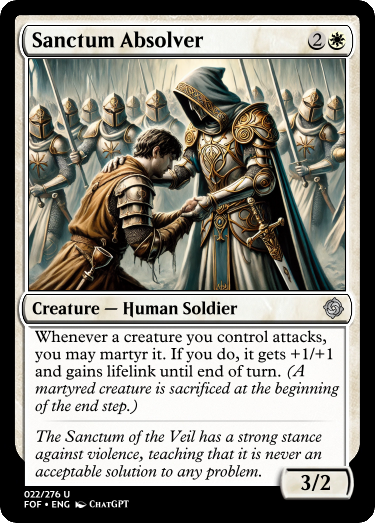 Sanctum Absolver 2
Creature — Human Soldier
Whenever a creature you control attacks,
you may martyr it. If you do, it gets +1/+1
and gains lifelink until end of turn. (A
martyred creature is sacrificed at the beginning
of the end step.)
The Sanctum of the Veil has a strong stance
against violence, teaching that it is never an
acceptable solution to any problem.
3/2
022/276 U
FOF • ENG ChatGPT